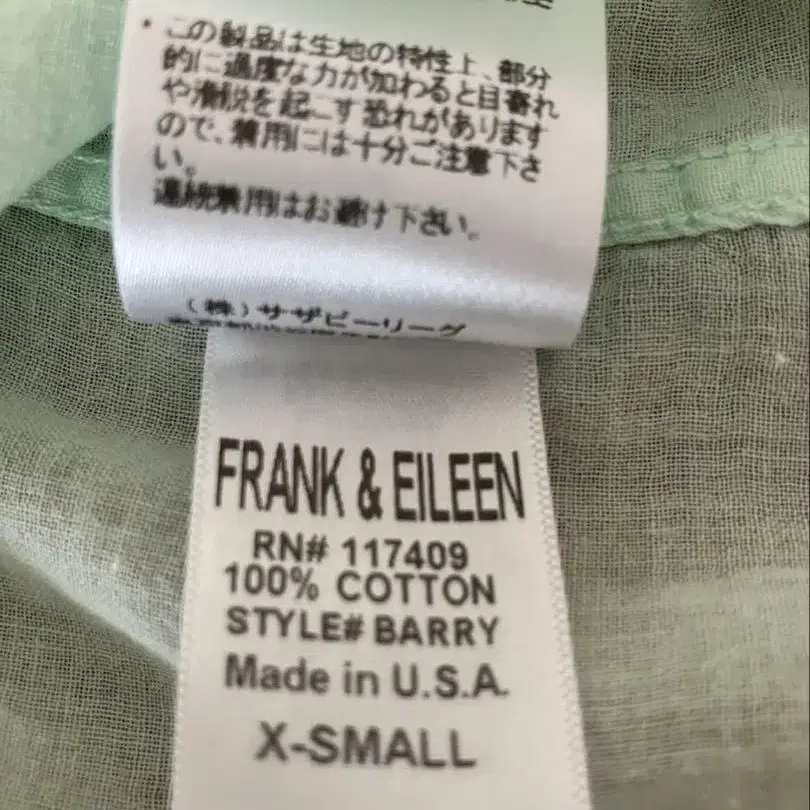 ・この製品は生地の特性上、部分
的に過度な力が加わると目寄れ
や滑脱を起こす恐れがあります
ので、着用には十分ご注意下さ
い。
連続着用はお避け下さい。
(株)サザビーリーグ
FRANK & EILEEN
RN# 117409
100% COTTON
STYLE# BARRY
Made in U.S.A.
X-SMALL